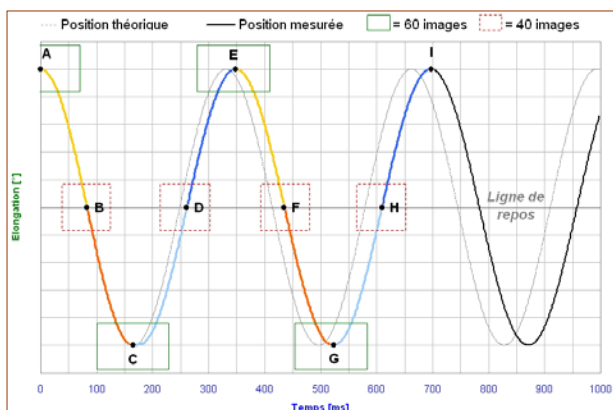 Position théorique Position mesurée = 60 images = 40 images
A
E
I
B
D
F
H
Ligne de repos
C
G
Elongation [°]
0 100 200 300 400 500 600 700 800 900 1000
Temps [ms]